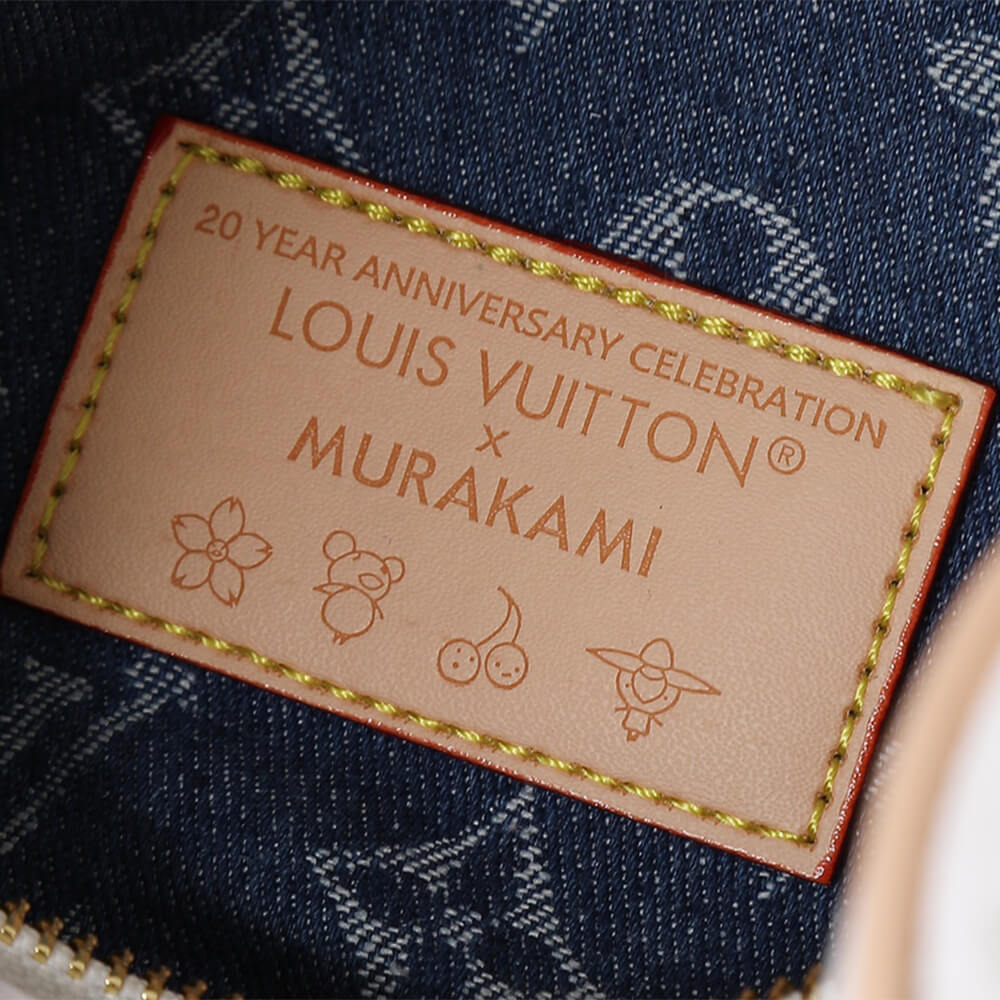 20 YEAR ANNIVERSARY CELEBRATION
LOUIS VUITTON®
x
MURAKAMI